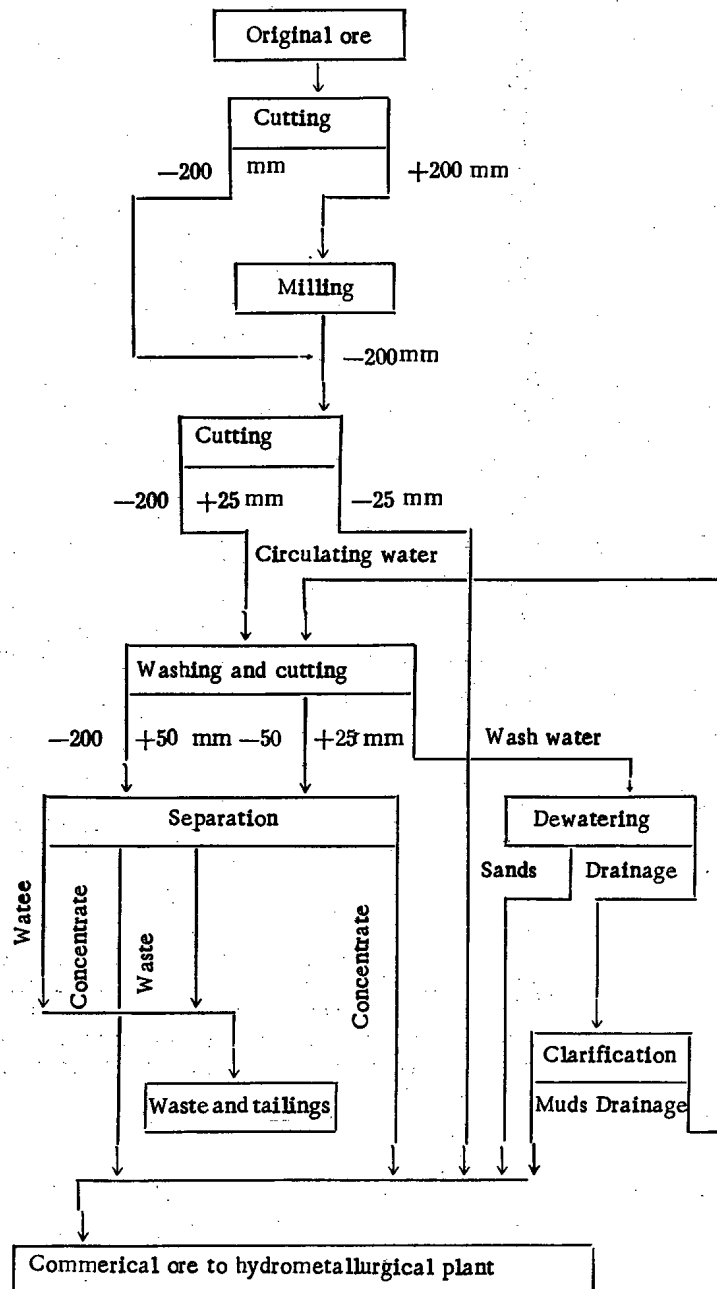 Original ore
Cutting
—200 mm +200 mm
Milling
—200 mm
Cutting
—200 +25 mm —25 mm
Circulating water
Washing and cutting
—200 +50 mm —50 +25 mm
Wash water
Separation
Dewatering
Sands Drainage
Watee
Concentrate
Waste
Concentrate
Clarification
Muds Drainage
Waste and tailings
Commerical ore to hydrometallurgical plant